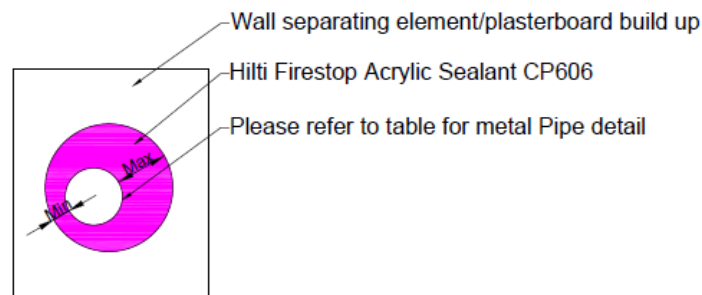 Wall separating element/plasterboard build up
Hilti Firestop Acrylic Sealant CP606
Please refer to table for metal Pipe detail
Max
Min